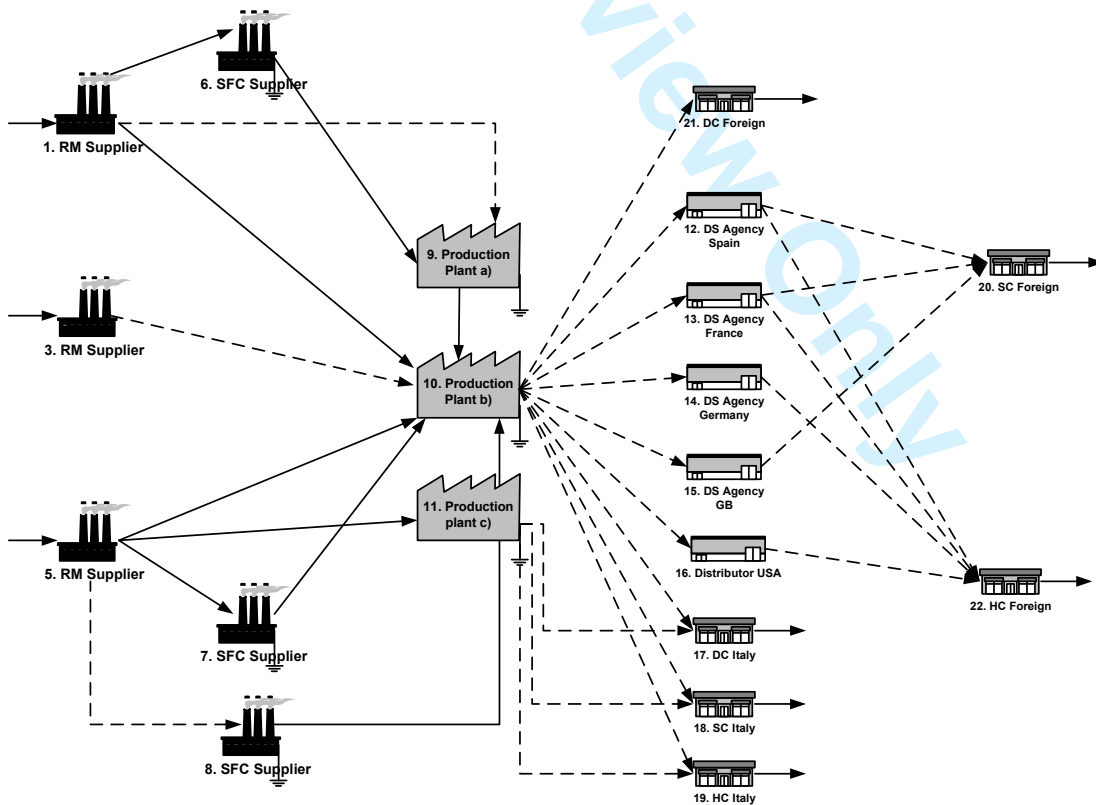 6. SFC Supplier
1. RM Supplier
21. DC Foreign
12. DS Agency
Spain
9. Production
Plant a)
20. SC Foreign
13. DS Agency
France
3. RM Supplier
10. Production
Plant b)
14. DS Agency
Germany
15. DS Agency
GB
11. Production
plant c)
5. RM Supplier
16. Distributor USA
22. HC Foreign
7. SFC Supplier
17. DC Italy
18. SC Italy
8. SFC Supplier
19. HC Italy
view Only